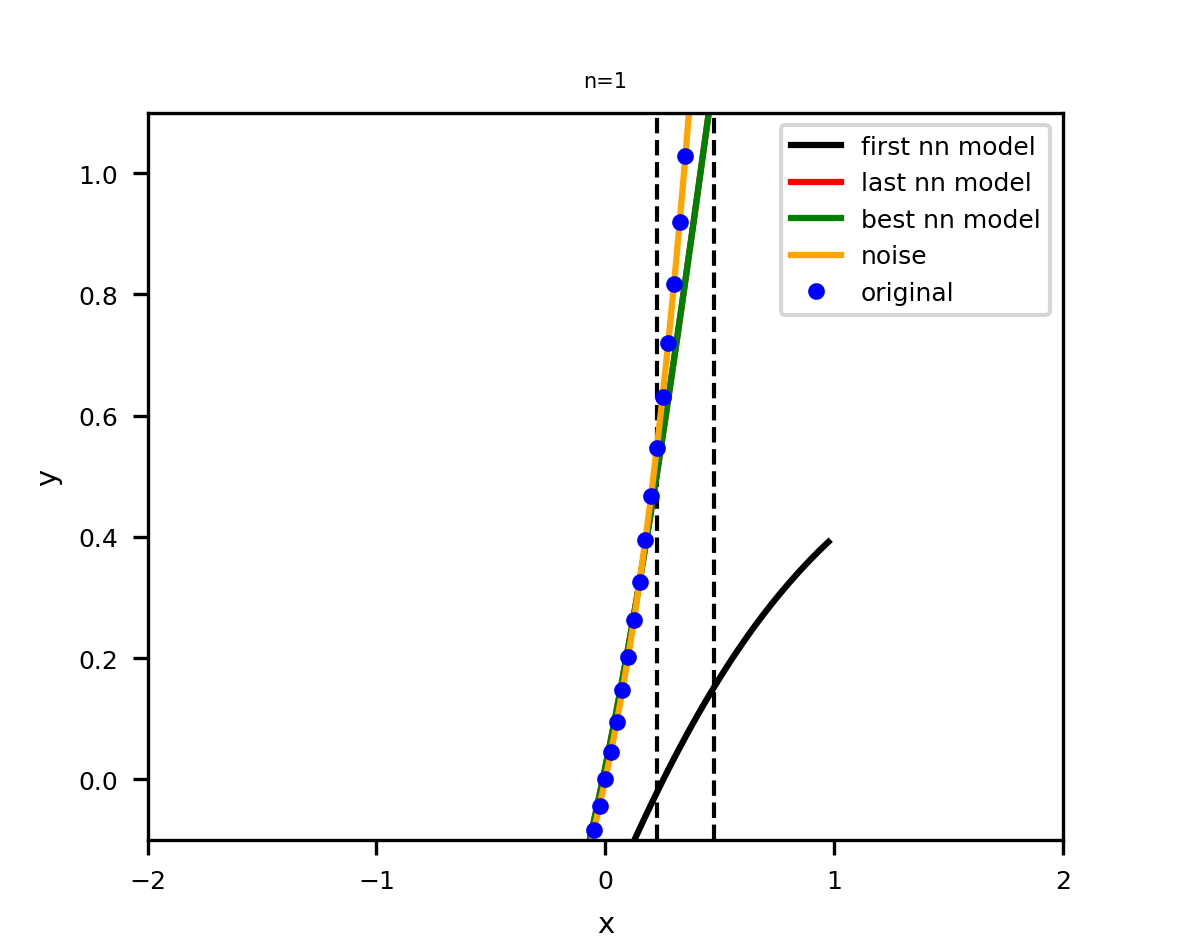 n=1
first nn model
last nn model
best nn model
noise
original
1.0
0.8
0.6
0.4
0.2
0.0
y
−2
−1
0
1
2
x